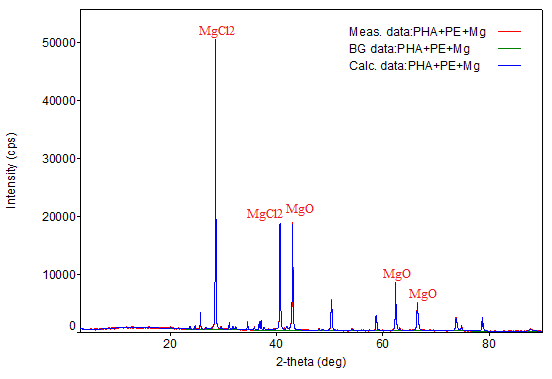 MgCl2
Meas. data:PHA+PE+Mg
BG data:PHA+PE+Mg
Calc. data:PHA+PE+Mg
50000
40000
30000
20000
10000
0
Intensity (cps)
MgCl2
MgO
MgO
MgO
20 40 60 80
2-theta (deg)